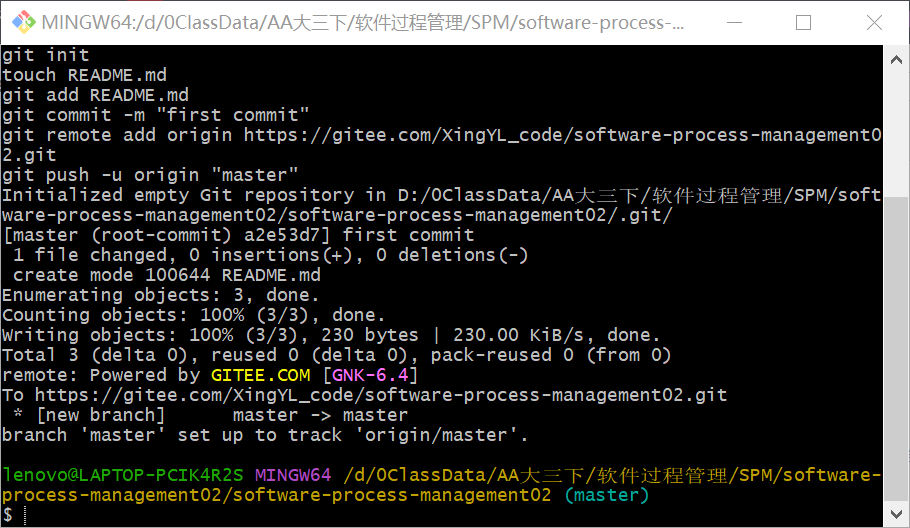 MINGW64:/d/0ClassData/AA大三下/软件过程管理/SPM/software-process-...
git init
touch README.md
git add README.md
git commit -m "first commit"
git remote add origin https://gitee.com/XingYL_code/software-process-management0
2.git
git push -u origin "master"
Initialized empty Git repository in D:/0ClassData/AA大三下/软件过程管理/SPM/soft
ware-process-management02/software-process-management02/.git/
[master (root-commit) a2e53d7] first commit
 1 file changed, 0 insertions(+), 0 deletions(-)
 create mode 100644 README.md
Enumerating objects: 3, done.
Counting objects: 100% (3/3), done.
Writing objects: 100% (3/3), 230 bytes | 230.00 KiB/s, done.
Total 3 (delta 0), reused 0 (delta 0), pack-reused 0 (from 0)
remote: Powered by GITEE.COM [GNK-6.4]
To https://gitee.com/XingYL_code/software-process-management02.git
 * [new branch]      master -> master
branch 'master' set up to track 'origin/master'.
lenovo@LAPTOP-PCIK4R2S MINGW64 /d/0ClassData/AA大三下/软件过程管理/SPM/software-
process-management02/software-process-management02 (master)
$